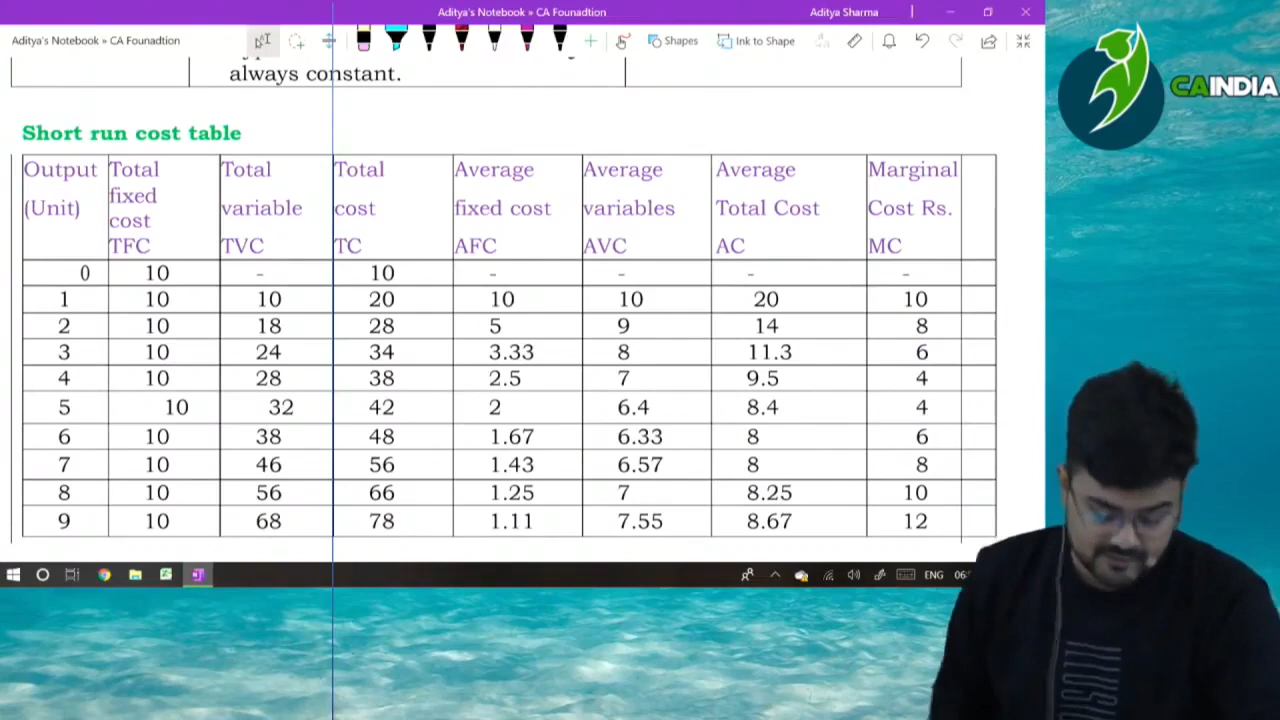 Aditya's Notebook » CA Founadtion
Aditya Sharma
Aditya's Notebook » CA Founadtion
Shapes
Ink to Shape
CAINDIA
always constant.
Short run cost table
Output (Unit) Total fixed cost TFC Total variable TVC Total cost TC Average fixed cost AFC Average variables AVC Average Total Cost AC Marginal Cost Rs. MC
0 10 - 10 - - - -
1 10 10 20 10 10 20 10
2 10 18 28 5 9 14 8
3 10 24 34 3.33 8 11.3 6
4 10 28 38 2.5 7 9.5 4
5 10 32 42 2 6.4 8.4 4
6 10 38 48 1.67 6.33 8 6
7 10 46 56 1.43 6.57 8 8
8 10 56 66 1.25 7 8.25 10
9 10 68 78 1.11 7.55 8.67 12
ENG